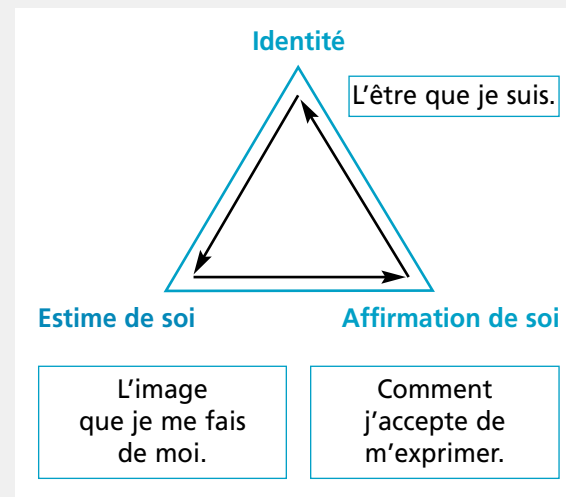 Identité
L'être que je suis.
Estime de soi
Affirmation de soi
L'image
que je me fais
de moi.
Comment
j'accepte de
m'exprimer.